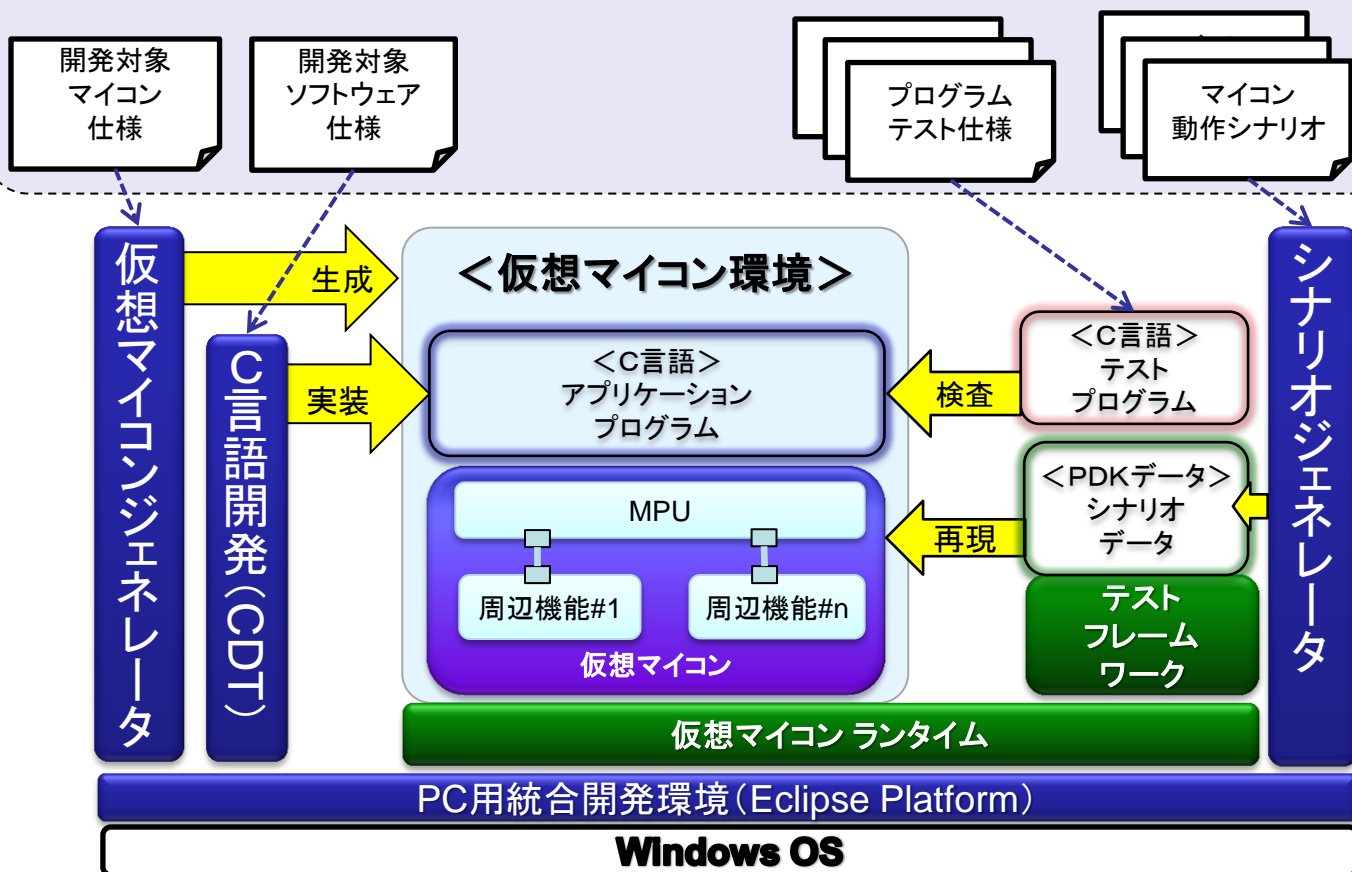 開発対象
マイコン
仕様
開発対象
ソフトウェア
仕様
プログラム
テスト仕様
マイコン
動作シナリオ
仮想マイコンジェネレータ
生成
C言語開発(CDT)
実装
<仮想マイコン環境>
<C言語>
アプリケーション
プログラム
検査
<C言語>
テスト
プログラム
シナリオジェネレータ
MPU
周辺機能#1
周辺機能#n
仮想マイコン
再現
<PDKデータ>
シナリオ
データ
テスト
フレーム
ワーク
仮想マイコン ランタイム
PC用統合開発環境(Eclipse Platform)
Windows OS